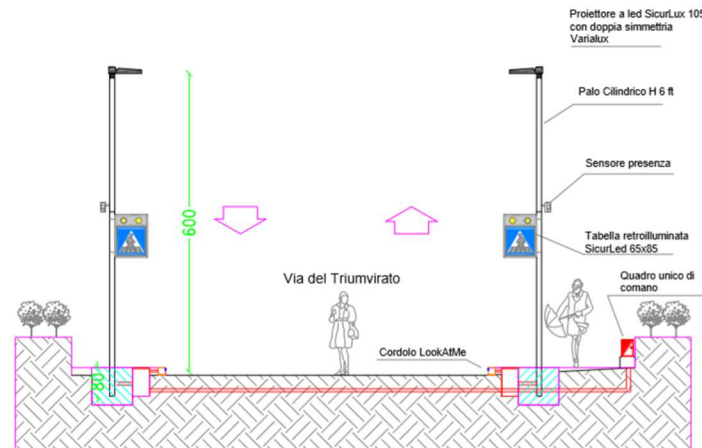 Proiettore a led SicurLux 105
con doppia simmettria
Varialux
Palo Cilindrico H 6 ft
Sensore presenza
600
Tabella retroilluminata
SicurLed 65x85
Via del Triumvirato
Quadro unico di
comano
Cordolo LookAtMe
80